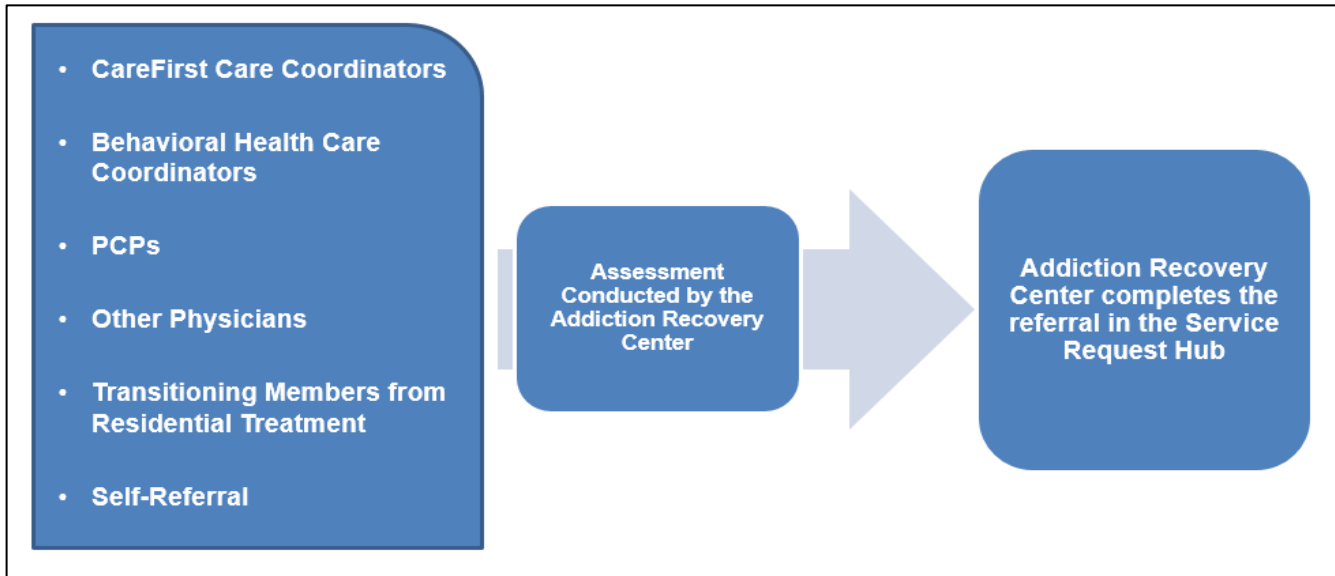 • CareFirst Care Coordinators
• Behavioral Health Care
Coordinators
• PCPs
• Other Physicians
• Transitioning Members from
Residential Treatment
• Self-Referral
Assessment
Conducted by the
Addiction Recovery
Center
Addiction Recovery
Center completes the
referral in the Service
Request Hub